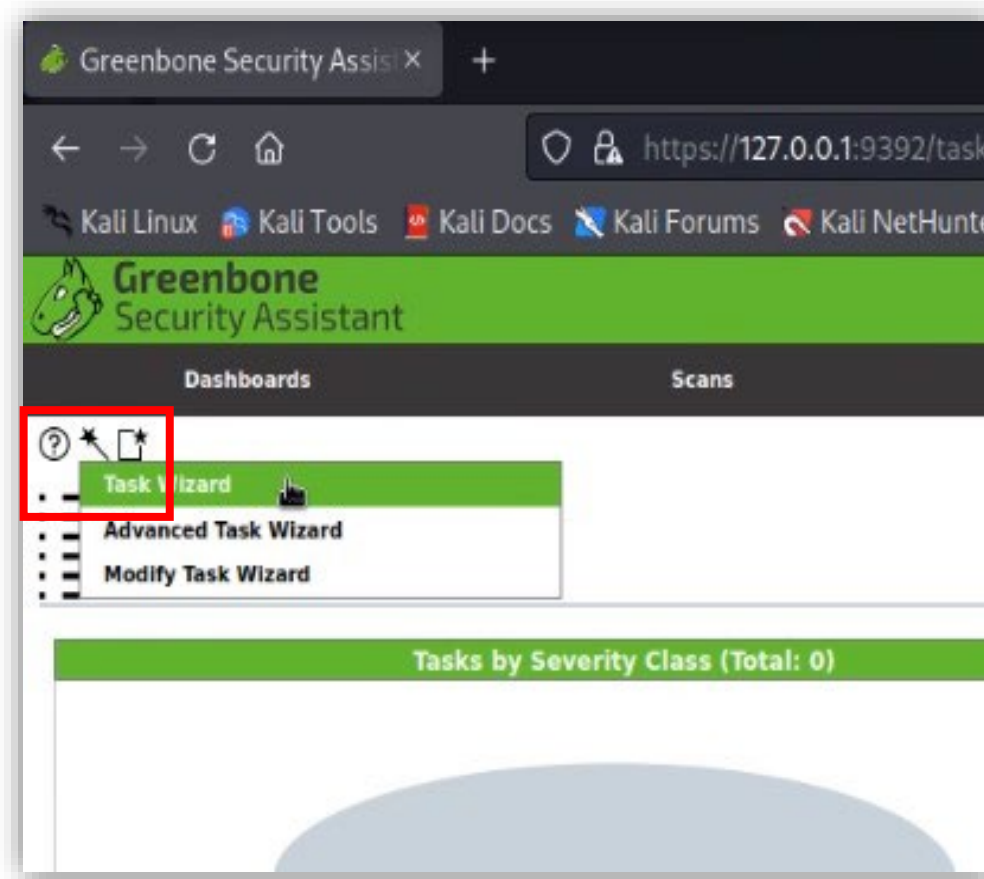 Greenbone Security Assis
https://127.0.0.1:9392/task
Kali Linux Kali Tools Kali Docs Kali Forums Kali NetHunte
Greenbone
Security Assistant
Dashboards Scans
Task Wizard
Advanced Task Wizard
Modify Task Wizard
Tasks by Severity Class (Total: 0)